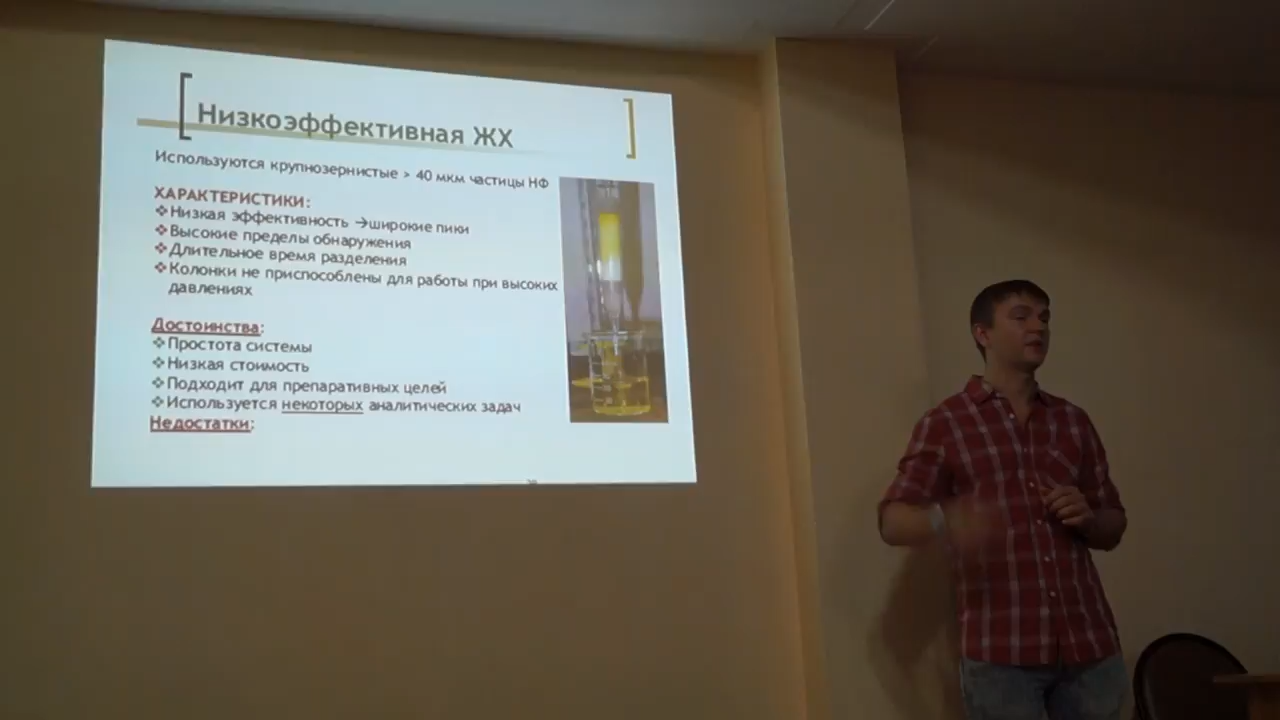 Низкоэффективная ЖХ
Используются крупнозернистые > 40 мкм частицы НФ
ХАРАКТЕРИСТИКИ:
❖Низкая эффективность →широкие пики
❖Высокие пределы обнаружения
❖Длительное время разделения
❖Колонки не приспособлены для работы при высоких
давлениях
Достоинства:
❖Простота системы
❖Низкая стоимость
❖Подходит для препаративных целей
❖Используется некоторых аналитических задач
Недостатки: